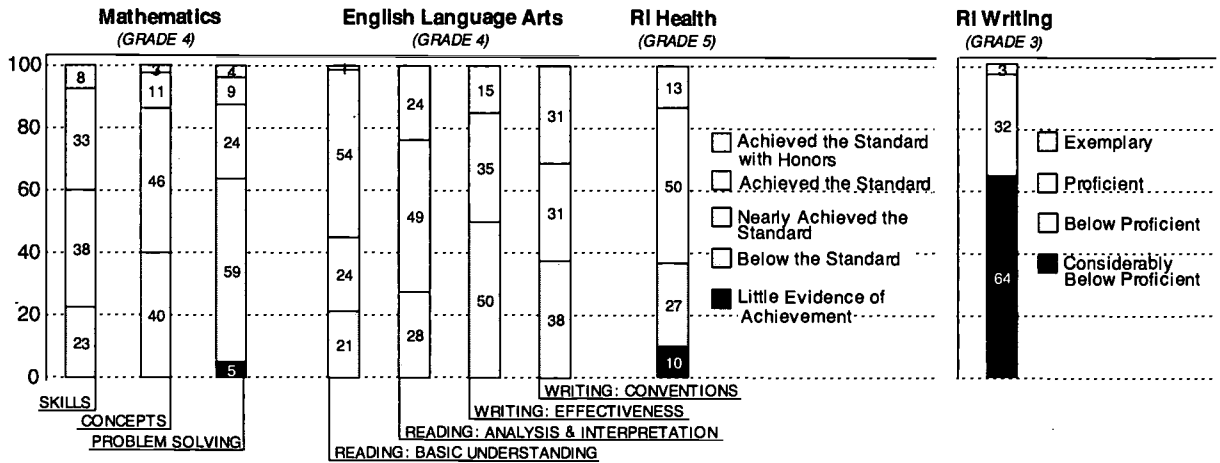 Mathematics
(GRADE 4)
English Language Arts
(GRADE 4)
RI Health
(GRADE 5)
RI Writing
(GRADE 3)
100
80
60
40
20
0
8
33
38
23
3
11
46
40
4
9
24
59
5
1
54
24
21
24
49
28
15
35
50
31
31
38
13
50
27
10
Achieved the Standard
with Honors
Achieved the Standard
Nearly Achieved the
Standard
Below the Standard
Little Evidence of
Achievement
3
32
64
Exemplary
Proficient
Below Proficient
Considerably
Below Proficient
SKILLS
CONCEPTS
PROBLEM SOLVING
WRITING: CONVENTIONS
WRITING: EFFECTIVENESS
READING: ANALYSIS & INTERPRETATION
READING: BASIC UNDERSTANDING